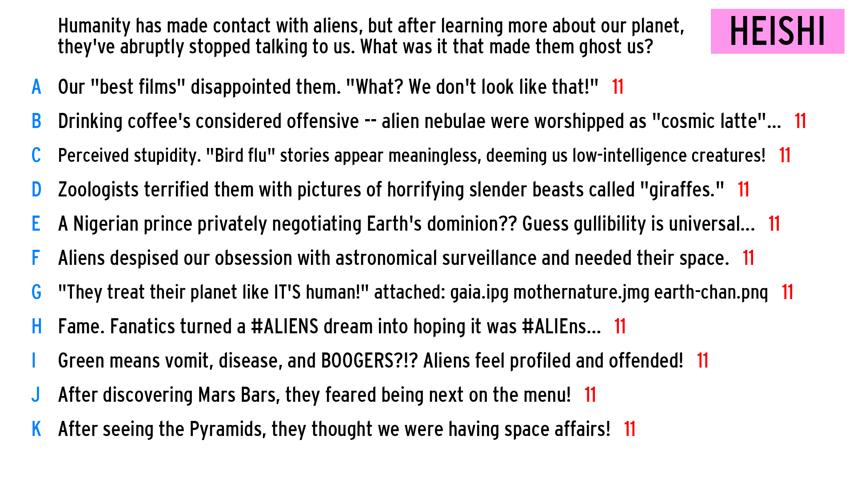 Humanity has made contact with aliens, but after learning more about our planet,
they've abruptly stopped talking to us. What was it that made them ghost us?
HEISHI
A Our "best films" disappointed them. "What? We don't look like that!" 11
B Drinking coffee's considered offensive -- alien nebulae were worshipped as "cosmic latte"... 11
C Perceived stupidity. "Bird flu" stories appear meaningless, deeming us low-intelligence creatures! 11
D Zoologists terrified them with pictures of horrifying slender beasts called "giraffes." 11
E A Nigerian prince privately negotiating Earth's dominion?? Guess gullibility is universal... 11
F Aliens despised our obsession with astronomical surveillance and needed their space. 11
G "They treat their planet like IT'S human!" attached: gaia.ipg mothernature.jmg earth-chan.pnq 11
H Fame. Fanatics turned a #ALIENS dream into hoping it was #ALIEns... 11
I Green means vomit, disease, and BOOGERS?!? Aliens feel profiled and offended! 11
J After discovering Mars Bars, they feared being next on the menu! 11
K After seeing the Pyramids, they thought we were having space affairs! 11